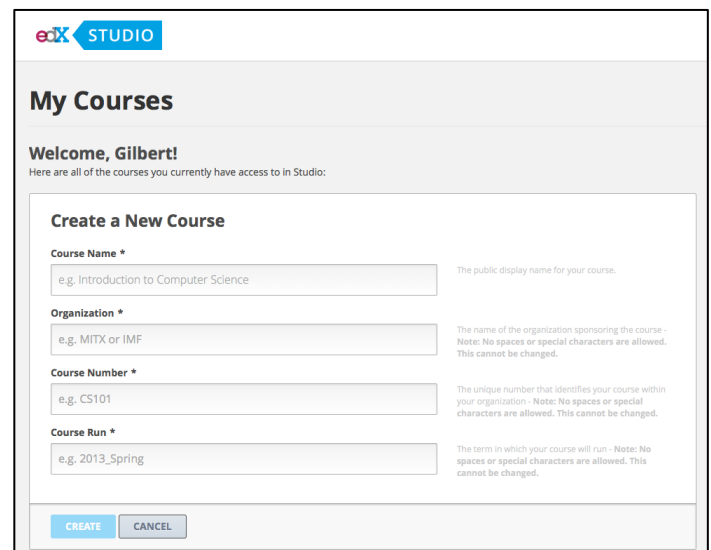 edX STUDIO
My Courses
Welcome, Gilbert!
Here are all of the courses you currently have access to in Studio:
Create a New Course
Course Name *
e.g. Introduction to Computer Science
The public display name for your course.
Organization *
e.g. MITX or IMF
The name of the organization sponsoring the course -
Note: No spaces or special characters are allowed.
This cannot be changed.
Course Number *
e.g. CS101
The unique number that identifies your course within
your organization - Note: No spaces or special
characters are allowed. This cannot be changed.
Course Run *
e.g. 2013_Spring
The term in which your course will run - Note: No
spaces or special characters are allowed. This
cannot be changed.
CREATE CANCEL